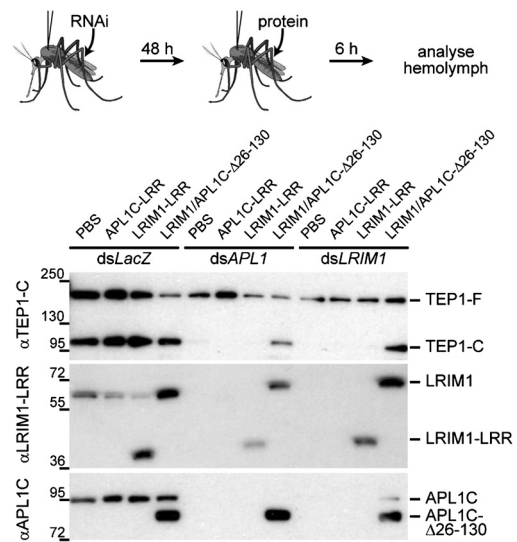 RNAi
48 h
protein
6 h
analyse
hemolymph
PBS
APL1C-LRR
LRIM1-LRR
LRIM1/APL1C-Δ26-130
PBS
APL1C-LRR
LRIM1-LRR
LRIM1/APL1C-Δ26-130
PBS
APL1C-LRR
LRIM1-LRR
LRIM1/APL1C-Δ26-130
dsLacZ
dsAPL1
dsLRIM1
αTEP1-C
250
130
95
TEP1-F
TEP1-C
αLRIM1-LRR
72
55
36
LRIM1
LRIM1-LRR
αAPL1C
95
72
APL1C
APL1C-
Δ26-130